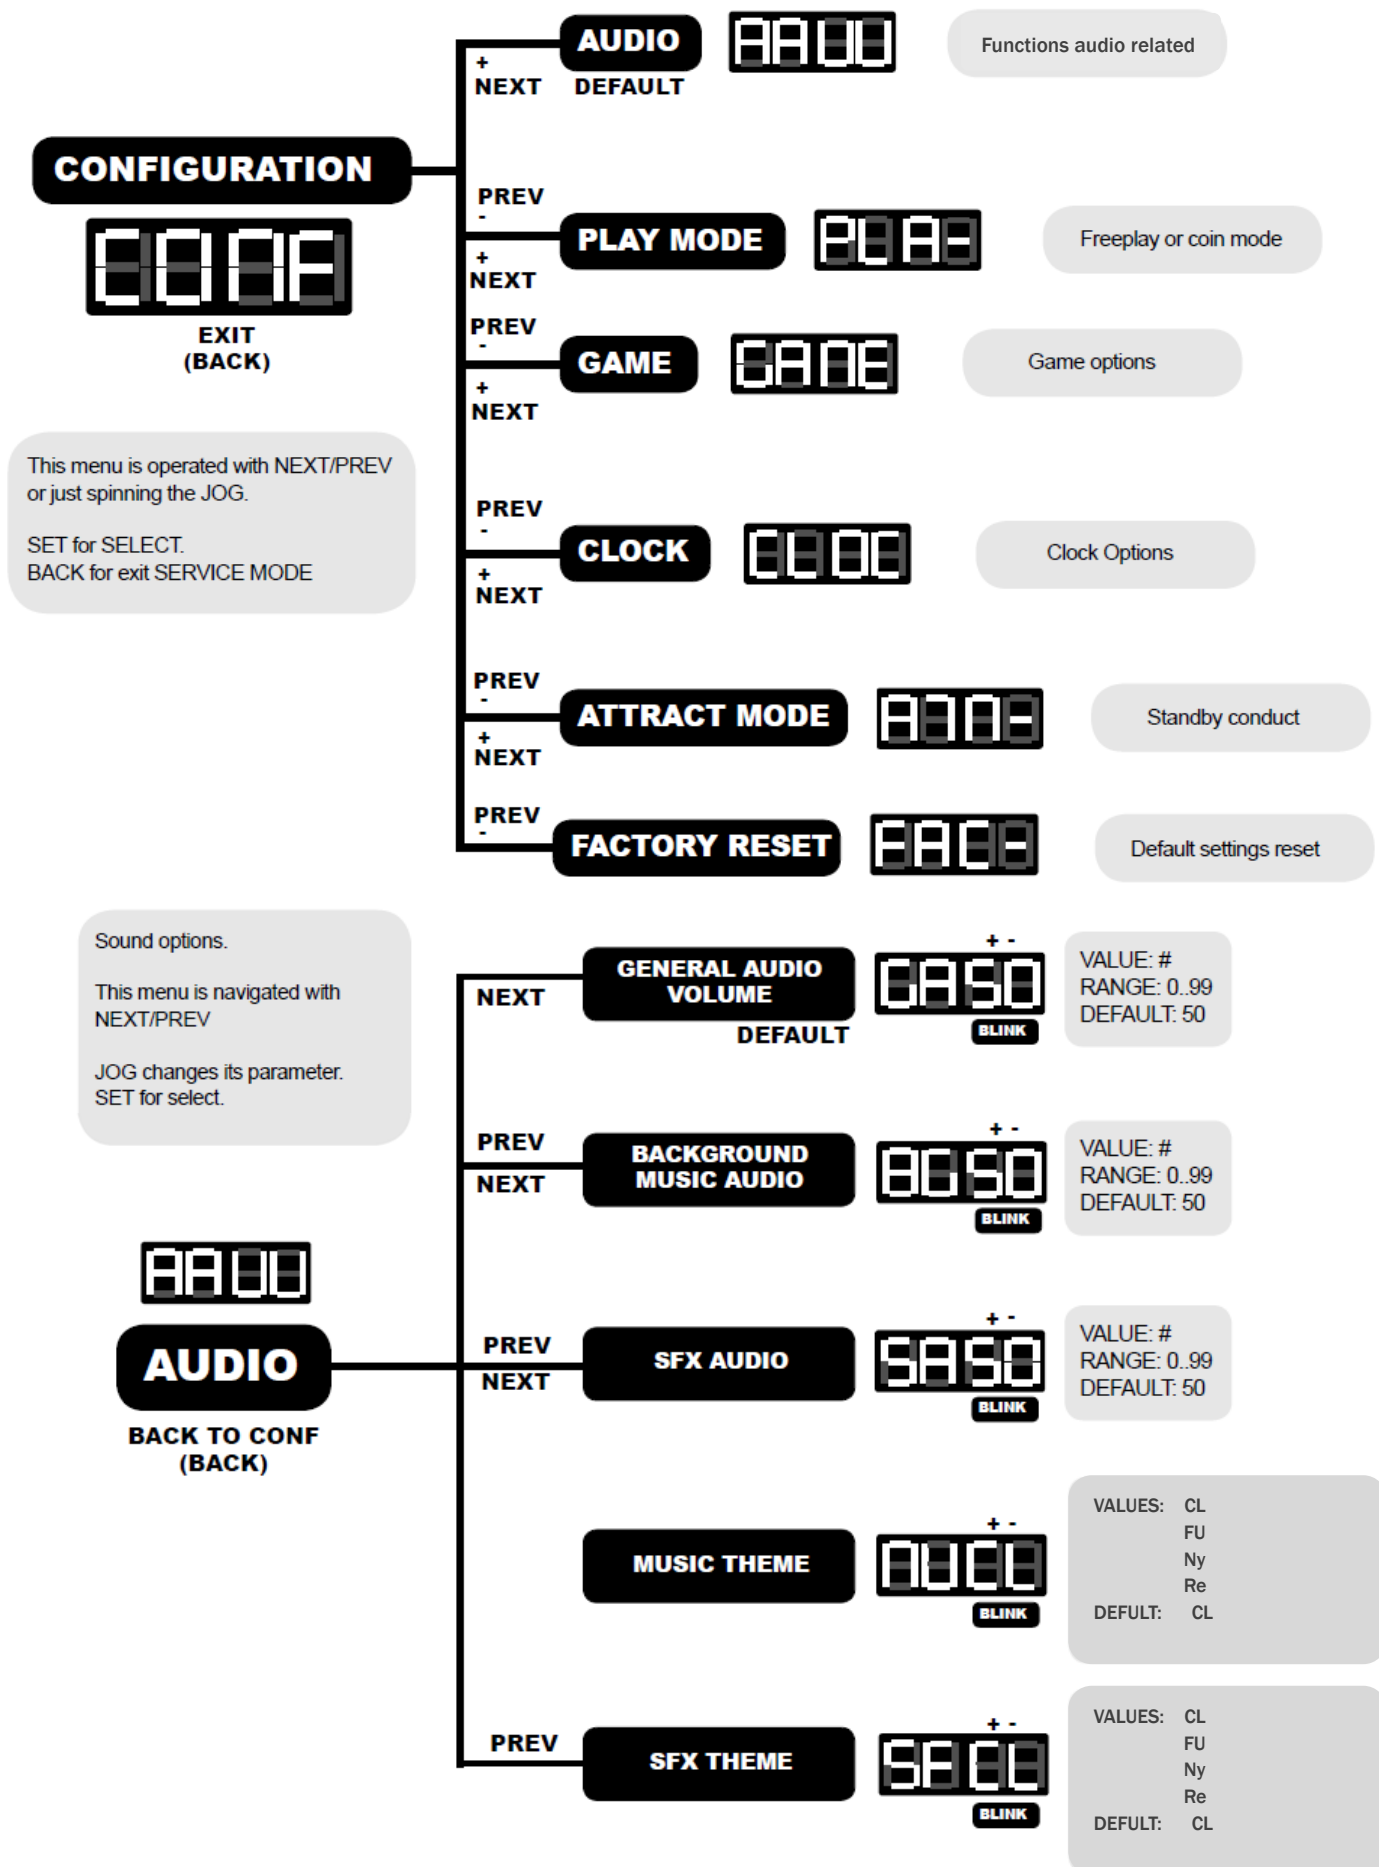 AUDIO
AAUU
Functions audio related
+
NEXT
DEFAULT
CONFIGURATION
CONF
EXIT
(BACK)
PREV
-
PLAY MODE
PLA-
Freeplay or coin mode
+
NEXT
PREV
-
GAME
GAME
Game options
+
NEXT
This menu is operated with NEXT/PREV
or just spinning the JOG.
SET for SELECT.
BACK for exit SERVICE MODE
PREV
-
CLOCK
CLOC
Clock Options
+
NEXT
PREV
-
ATTRACT MODE
ATM-
Standby conduct
+
NEXT
PREV
-
FACTORY RESET
FAC-
Default settings reset
Sound options.
This menu is navigated with
NEXT/PREV
JOG changes its parameter.
SET for select.
NEXT
GENERAL AUDIO
VOLUME
DEFAULT
+ -
GA50
BLINK
VALUE: #
RANGE: 0..99
DEFAULT: 50
PREV
NEXT
BACKGROUND
MUSIC AUDIO
+ -
BG50
BLINK
VALUE: #
RANGE: 0..99
DEFAULT: 50
AAUU
AUDIO
BACK TO CONF
(BACK)
PREV
NEXT
SFX AUDIO
+ -
SA50
BLINK
VALUE: #
RANGE: 0..99
DEFAULT: 50
MUSIC THEME
+ -
MUCL
BLINK
VALUES: CL
FU
Ny
Re
DEFULT: CL
PREV
SFX THEME
+ -
SFCL
BLINK
VALUES: CL
FU
Ny
Re
DEFULT: CL